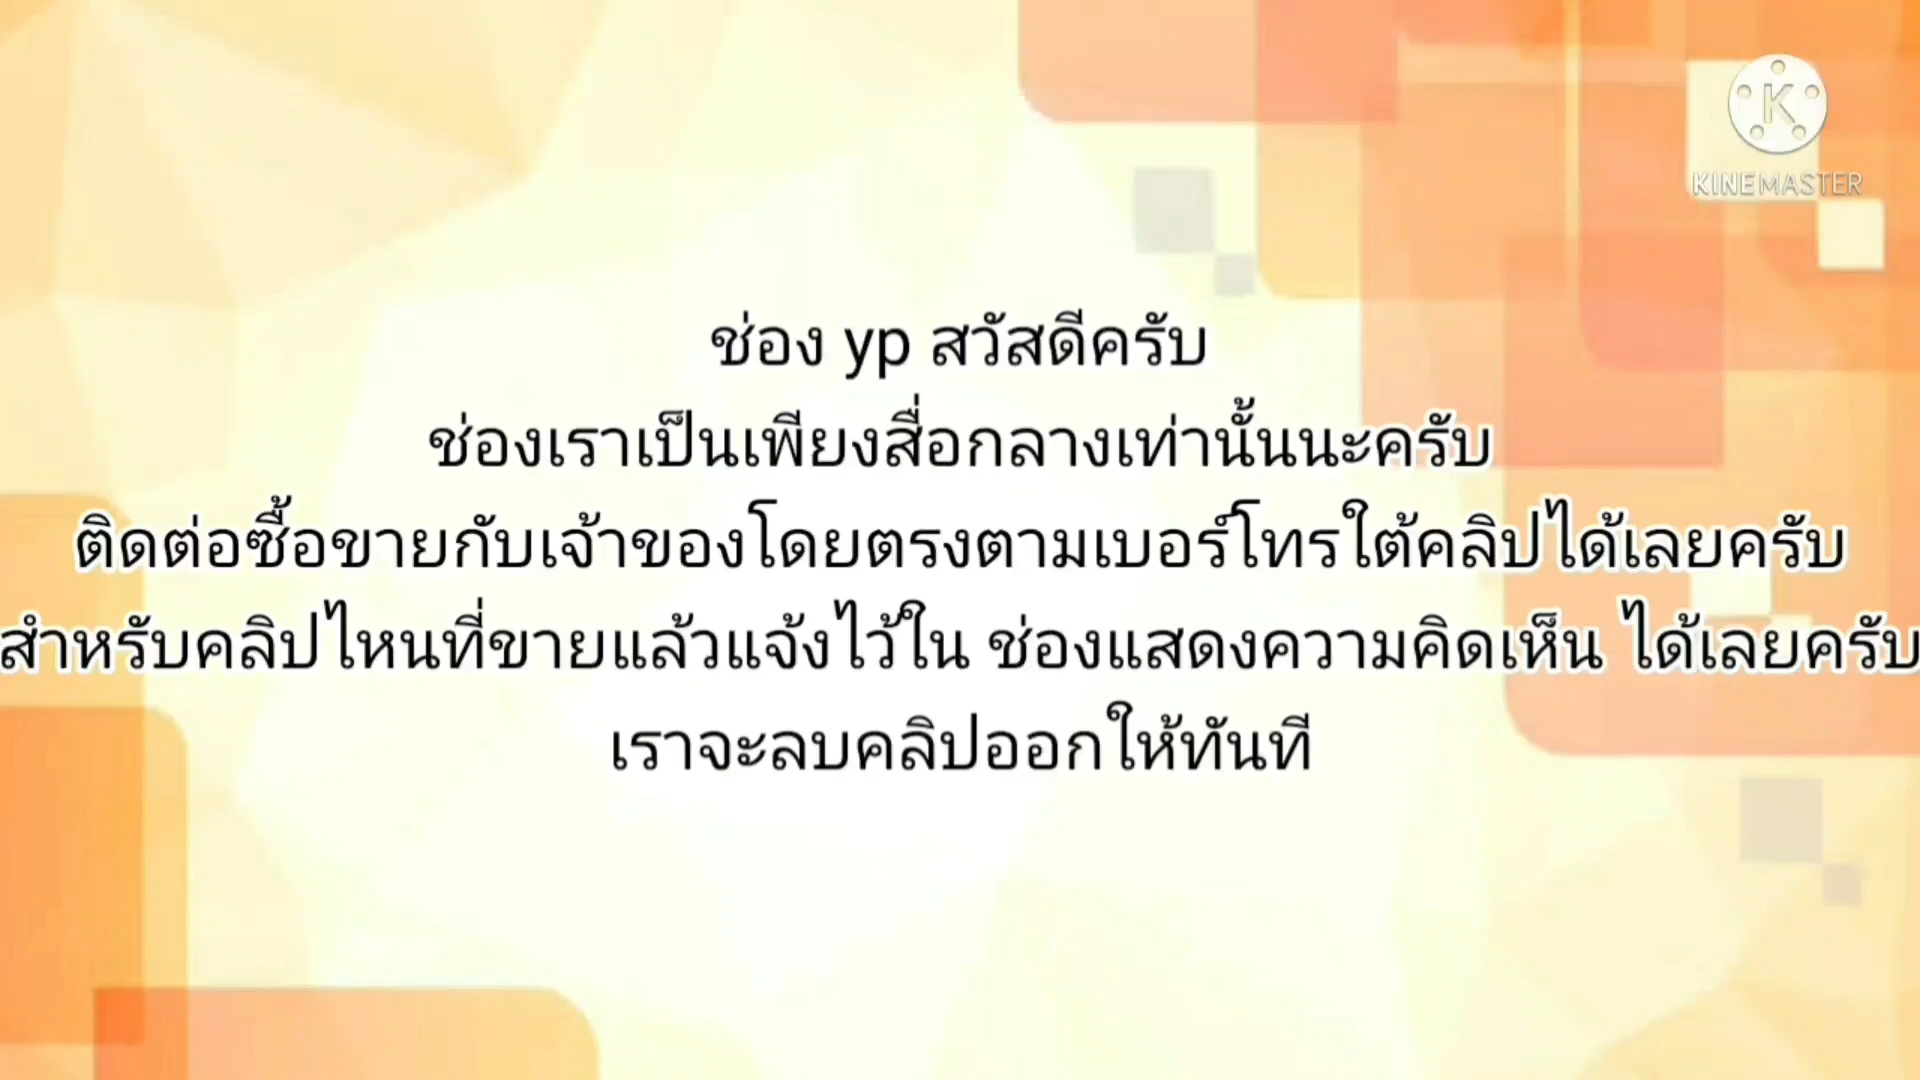 KINEMASTER
ช่อง yp สวัสดีครับ
ช่องเราเป็นเพียงสื่อกลางเท่านั้นนะครับ
ติดต่อซื้อขายกับเจ้าของโดยตรงตามเบอร์โทรใต้คลิปได้เลยครับ
สำหรับคลิปไหนที่ขายแล้วแจ้งไว้ใน ช่องแสดงความคิดเห็น ได้เลยครับ
เราจะลบคลิปออกให้ทันที